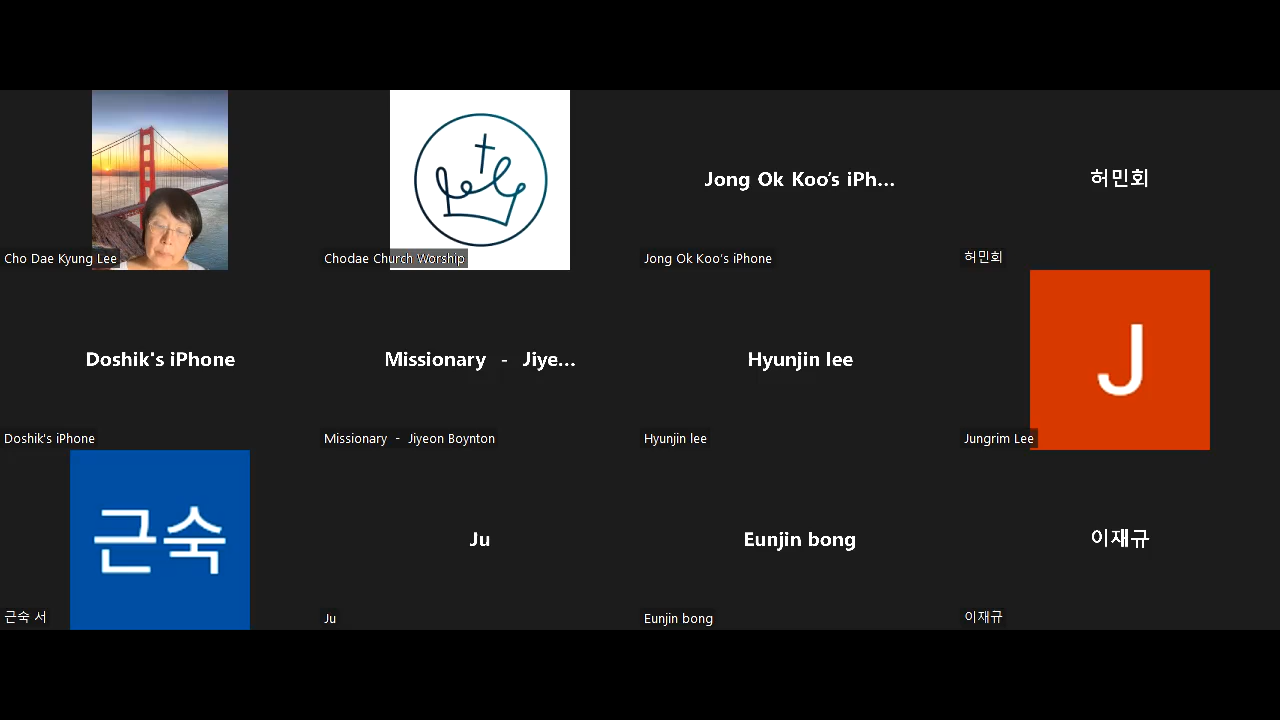 Cho Dae Kyung Lee
Chodae Church Worship
Jong Ok Koo's iPh...
Jong Ok Koo's iPhone
허민회
허민회
Doshik's iPhone
Doshik's iPhone
Missionary - Jiye...
Missionary - Jiyeon Boynton
Hyunjin lee
Hyunjin lee
J
Jungrim Lee
근숙
근숙 서
Ju
Ju
Eunjin bong
Eunjin bong
이재규
이재규